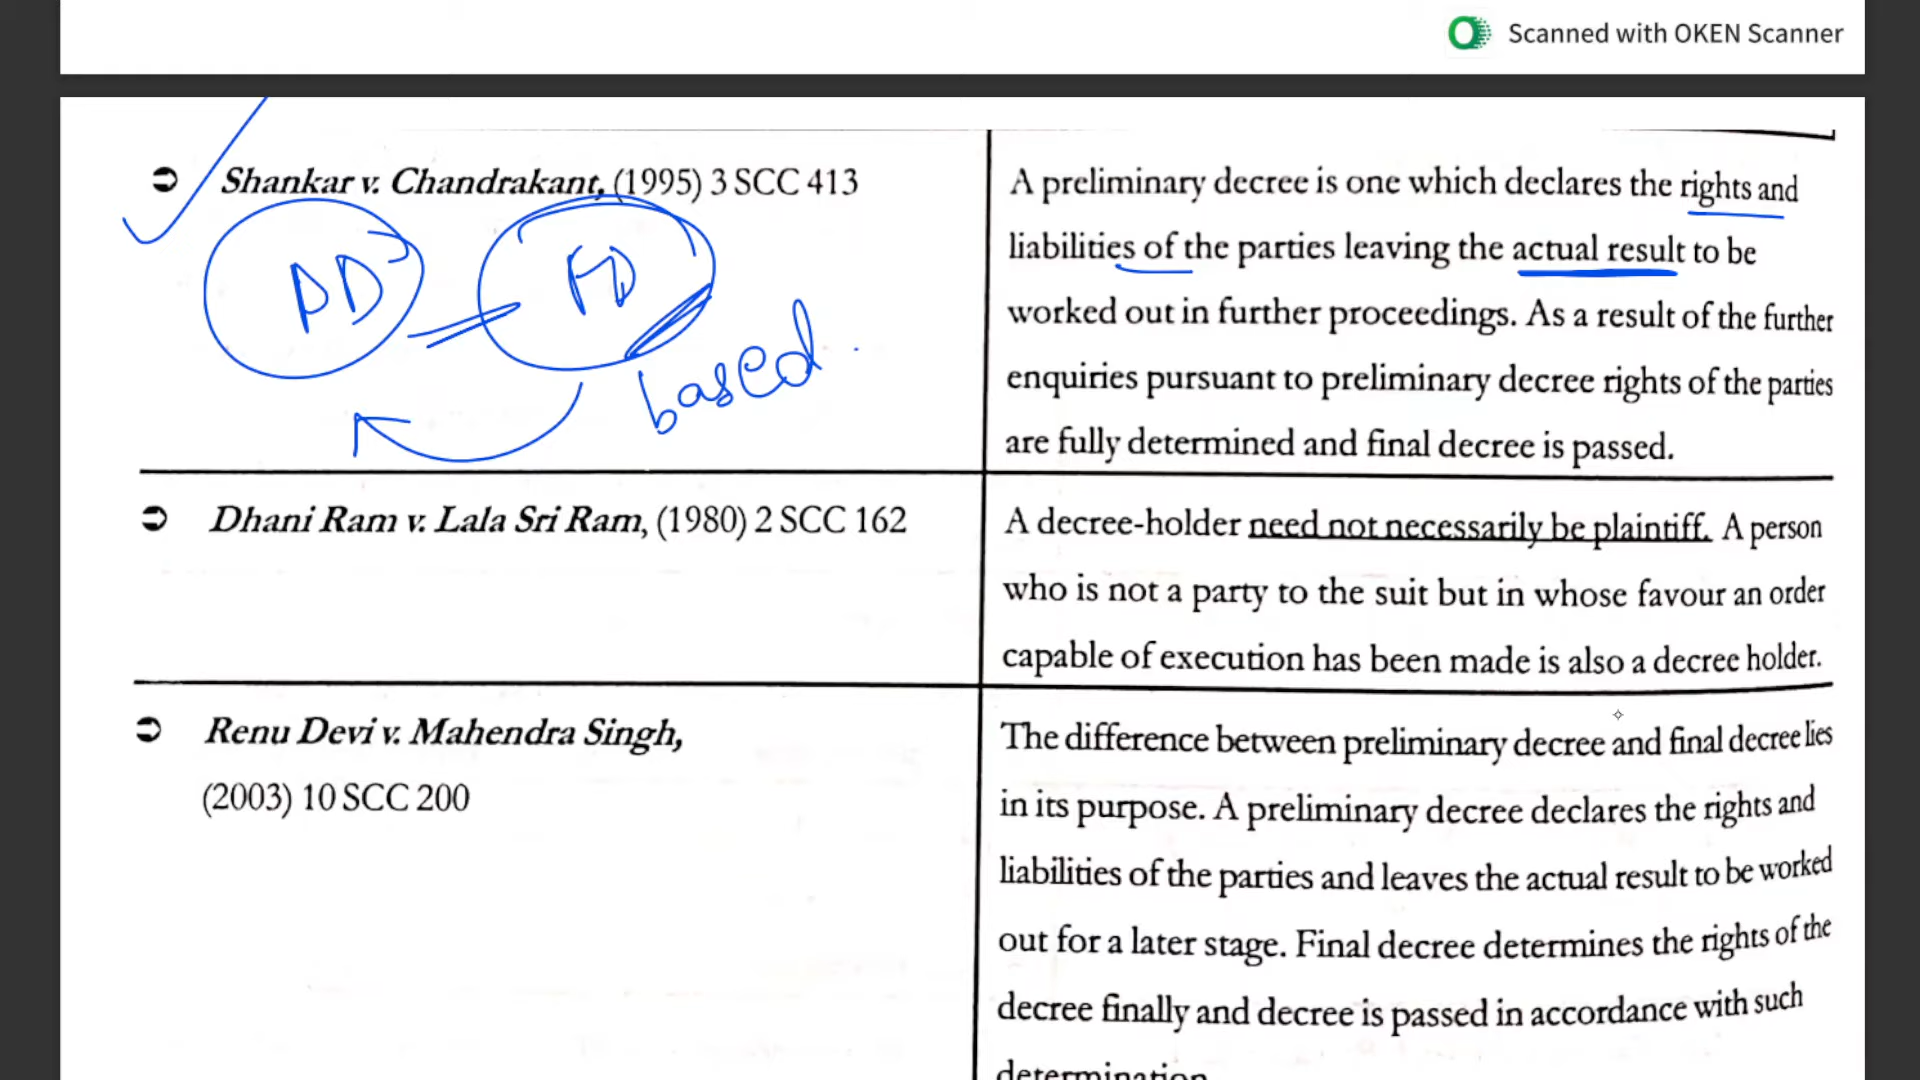 Scanned with OKEN Scanner
➲ Shankar v. Chandrakant, (1995) 3 SCC 413
PD FD
based
A preliminary decree is one which declares the rights and
liabilities of the parties leaving the actual result to be
worked out in further proceedings. As a result of the further
enquiries pursuant to preliminary decree rights of the parties
are fully determined and final decree is passed.
➲ Dhani Ram v. Lala Sri Ram, (1980) 2 SCC 162
A decree-holder need not necessarily be plaintiff. A person
who is not a party to the suit but in whose favour an order
capable of execution has been made is also a decree holder.
➲ Renu Devi v. Mahendra Singh,
(2003) 10 SCC 200
The difference between preliminary decree and final decree lies
in its purpose. A preliminary decree declares the rights and
liabilities of the parties and leaves the actual result to be worked
out for a later stage. Final decree determines the rights of the
decree finally and decree is passed in accordance with such
determination.